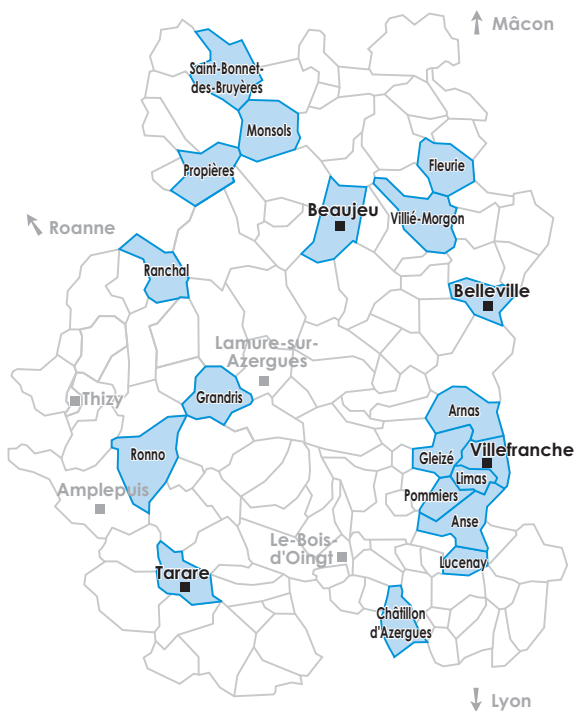 Mâcon
Saint-Bonnet-
des-Bruyères
Monsols
Fleurie
Propières
Beaujeu
Villié-Morgon
Roanne
Ranchal
Belleville
Lamure-sur-
Azergues
Thizy
Grandris
Arnas
Ronno
Gleizé
Villefranche
Limas
Amplepuis
Pommiers
Anse
Le-Bois-
d'Oingt
Lucenay
Tarare
Châtillon
d'Azergues
Lyon